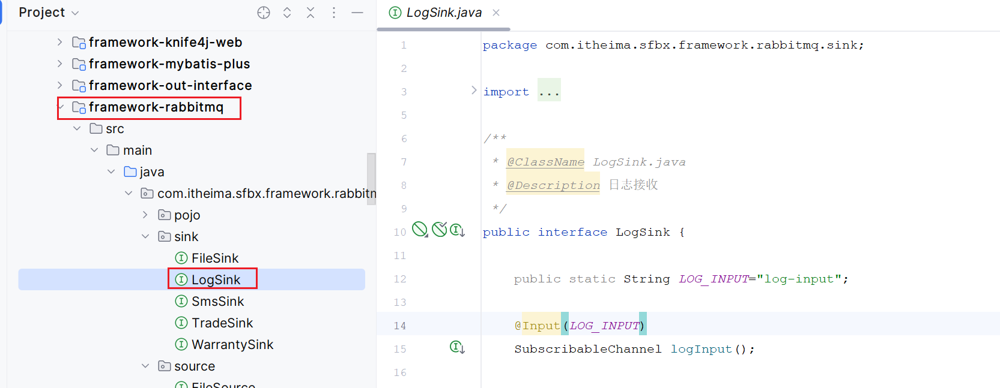 Project
framework-knife4j-web
framework-mybatis-plus
framework-out-interface
framework-rabbitmq
src
main
java
com.itheima.sfbx.framework.rabbitm
pojo
sink
FileSink
LogSink
SmsSink
TradeSink
WarrantySink
source
FileSource
LogSink.java
1 package com.itheima.sfbx.framework.rabbitmq.sink;
2
3 import ...
5
6 /**
7 * @ClassName LogSink.java
8 * @Description 日志接收
9 */
10 public interface LogSink {
11
12 public static String LOG_INPUT="log-input";
13
14 @Input(LOG_INPUT)
15 SubscribableChannel logInput();
16